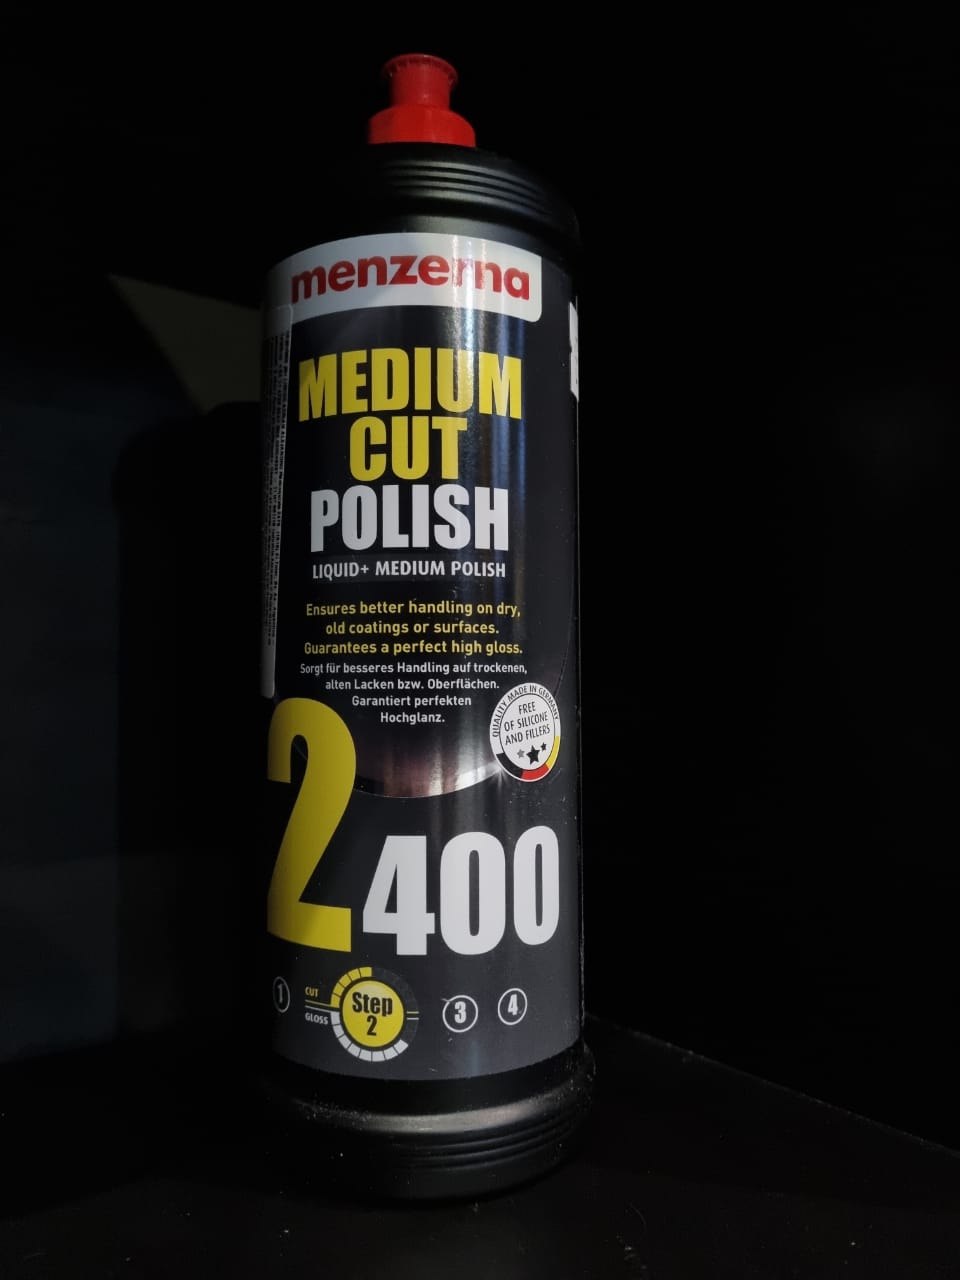 menzerna
MEDIUM
CUT
POLISH
LIQUID+ MEDIUM POLISH
Ensures better handling on dry,
old coatings or surfaces.
Guarantees a perfect high gloss.
Sorgt für besseres Handling auf trockenen,
alten Lacken bzw. Oberflächen.
Garantiert perfekten
Hochglanz.
QUALITY MADE IN GERMANY
FREE
OF SILICONE
AND FILLERS
2400
1
CUT
GLOSS
Step
2
3
4